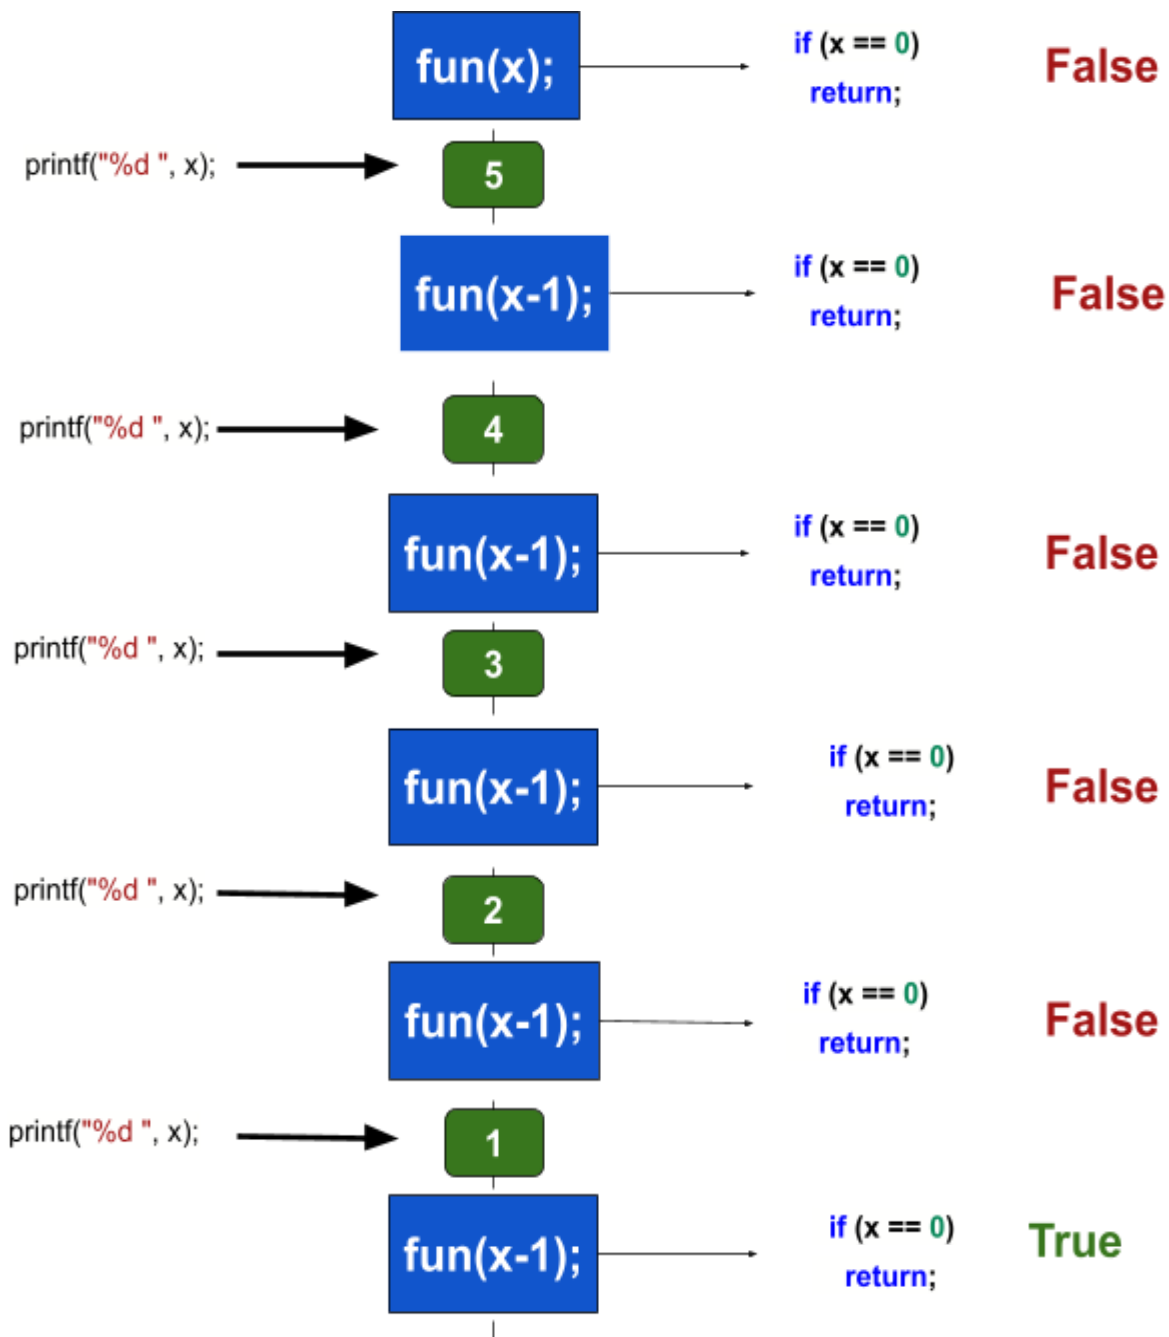 fun(x);
if (x == 0)
return;
False
printf("%d ", x);
5
fun(x-1);
if (x == 0)
return;
False
printf("%d ", x);
4
fun(x-1);
if (x == 0)
return;
False
printf("%d ", x);
3
fun(x-1);
if (x == 0)
return;
False
printf("%d ", x);
2
fun(x-1);
if (x == 0)
return;
False
printf("%d ", x);
1
fun(x-1);
if (x == 0)
return;
True